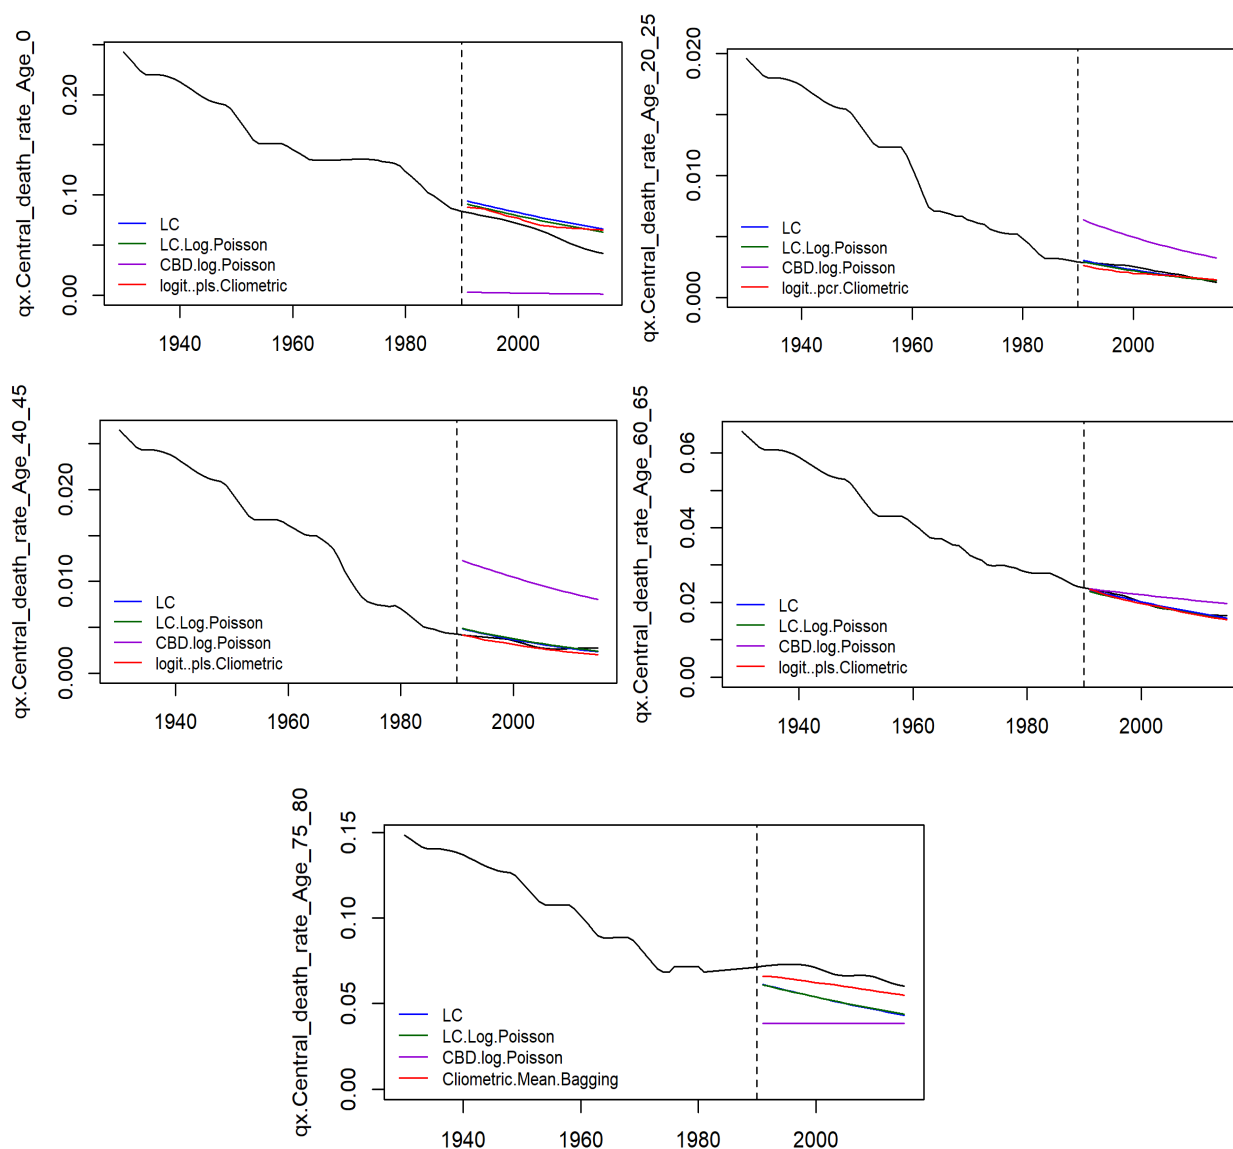 qx.Central_death_rate_Age_0
0.20
0.10
0.00
LC
LC.Log.Poisson
CBD.log.Poisson
logit..pls.Cliometric
1940 1960 1980 2000
qx.Central_death_rate_Age_20_25
0.020
0.010
0.000
LC
LC.Log.Poisson
CBD.log.Poisson
logit..pcr.Cliometric
1940 1960 1980 2000
qx.Central_death_rate_Age_40_45
0.020
0.010
0.000
LC
LC.Log.Poisson
CBD.log.Poisson
logit..pls.Cliometric
1940 1960 1980 2000
qx.Central_death_rate_Age_60_65
0.06
0.04
0.02
0.00
LC
LC.Log.Poisson
CBD.log.Poisson
logit..pls.Cliometric
1940 1960 1980 2000
qx.Central_death_rate_Age_75_80
0.15
0.10
0.05
0.00
LC
LC.Log.Poisson
CBD.log.Poisson
Cliometric.Mean.Bagging
1940 1960 1980 2000